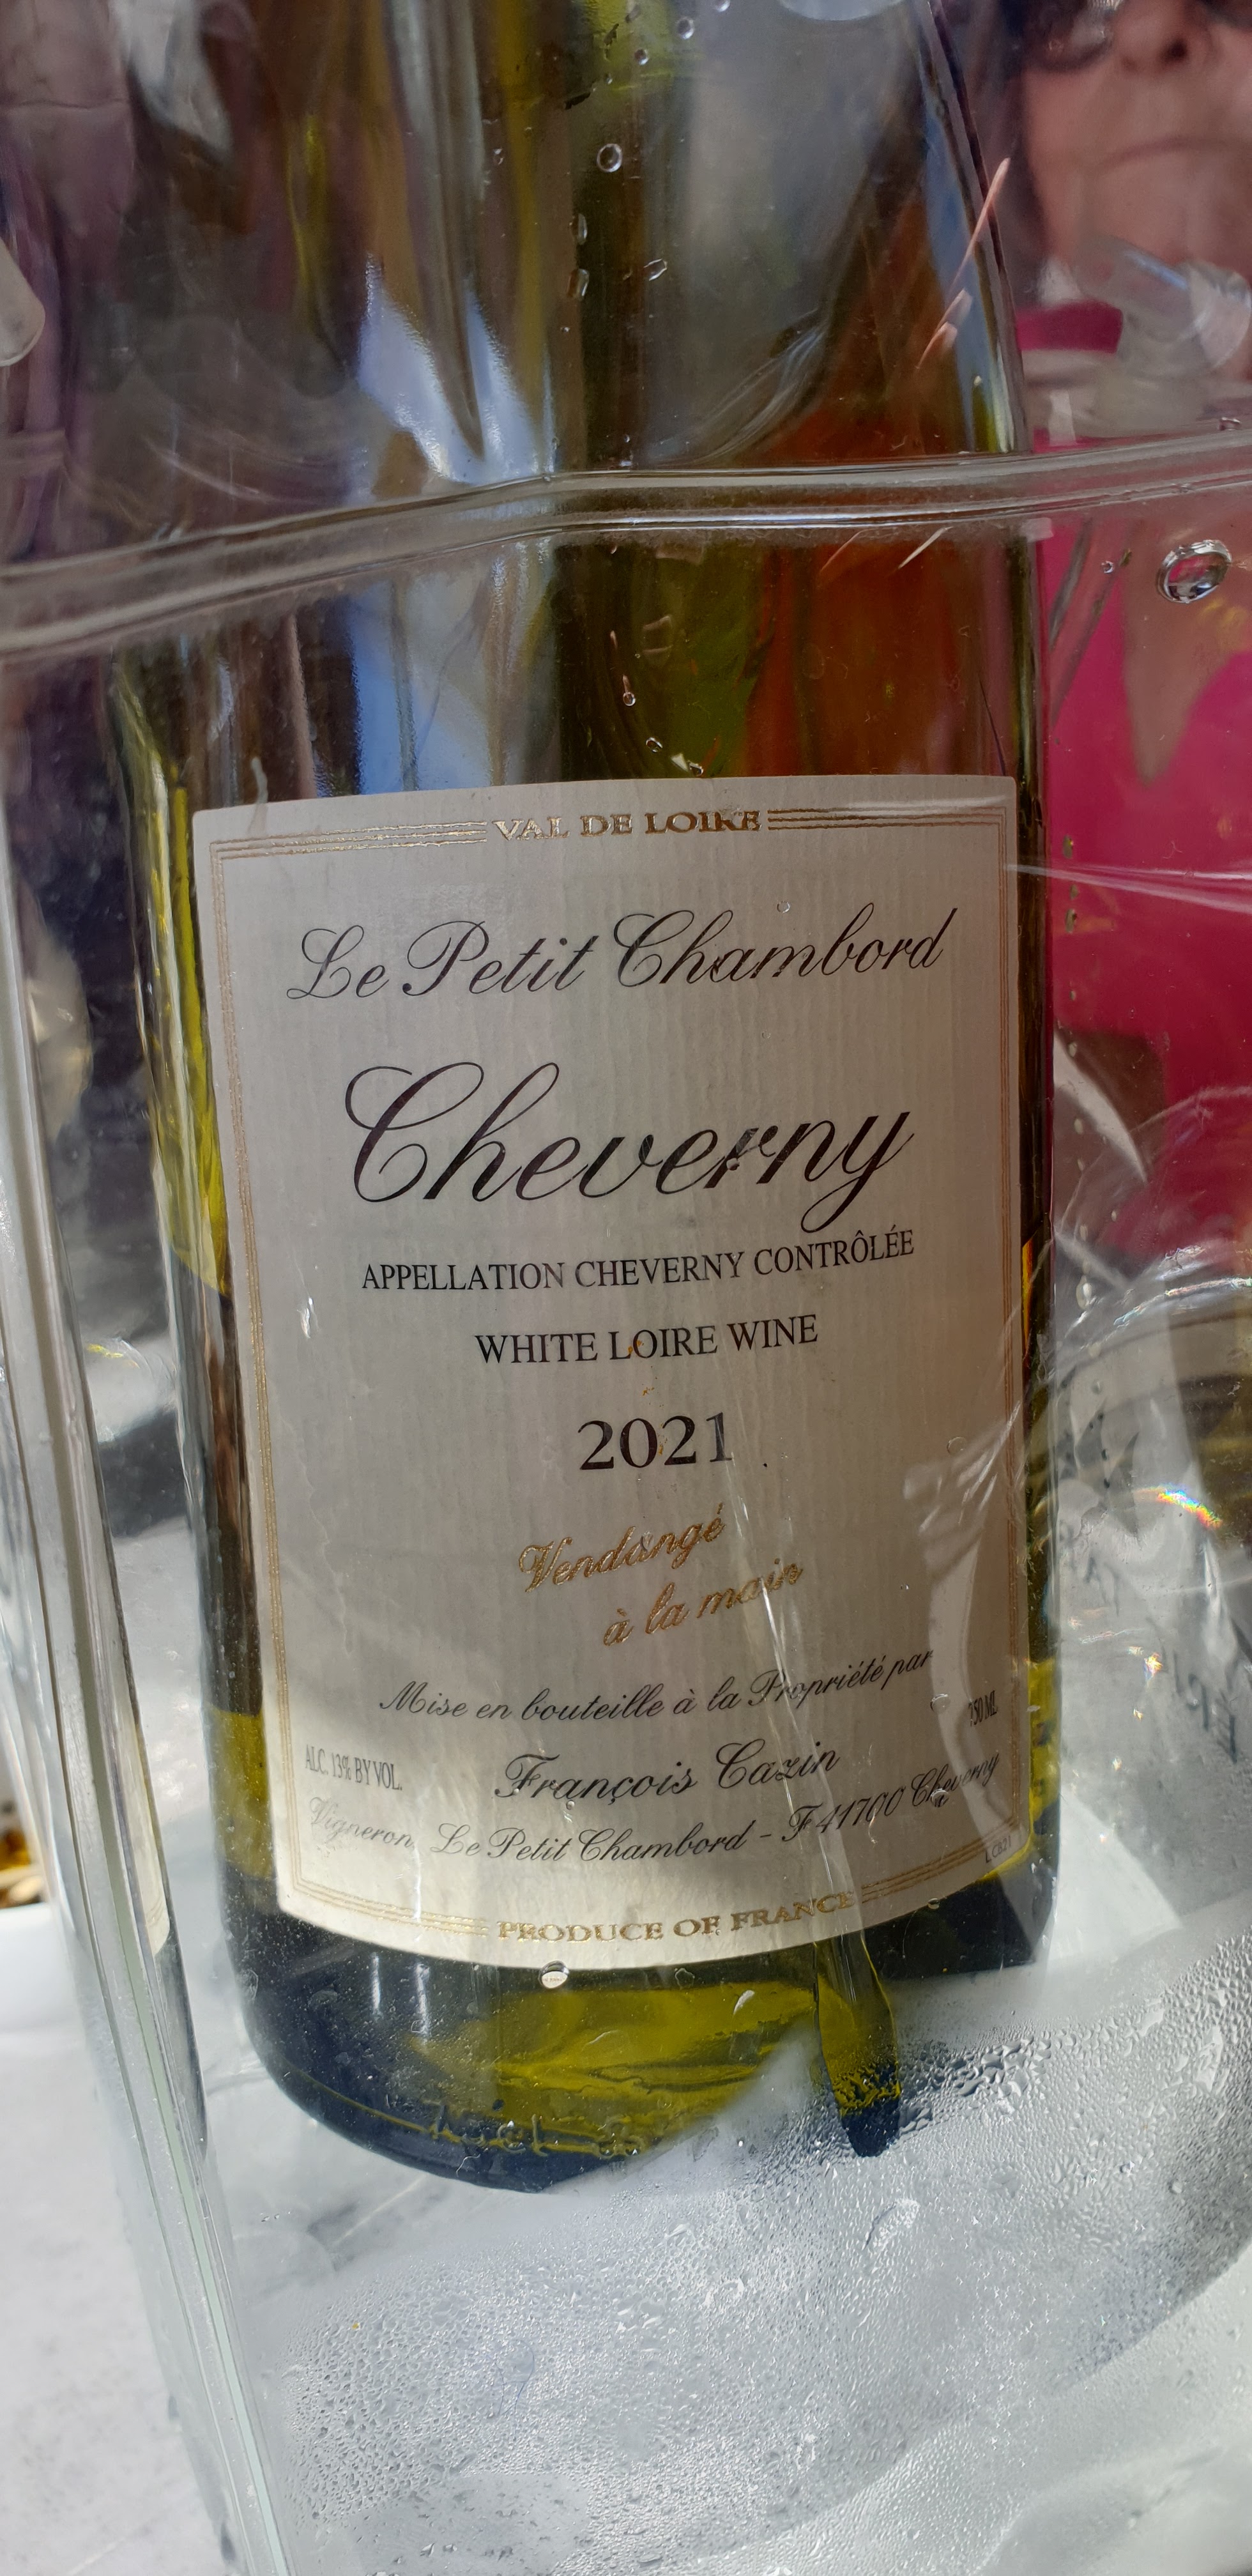 VAL DE LOIRE
Le Petit Chambord
Cheverny
APPELLATION CHEVERNY CONTRÔLÉE
WHITE LOIRE WINE
2021
Vendangé
à la main
Mise en bouteille à la Propriété par
750 ML
ALC. 13% BY VOL.
François Cazin
Vigneron, Le Petit Chambord - F 41700 Cheverny
PRODUCE OF FRANCE